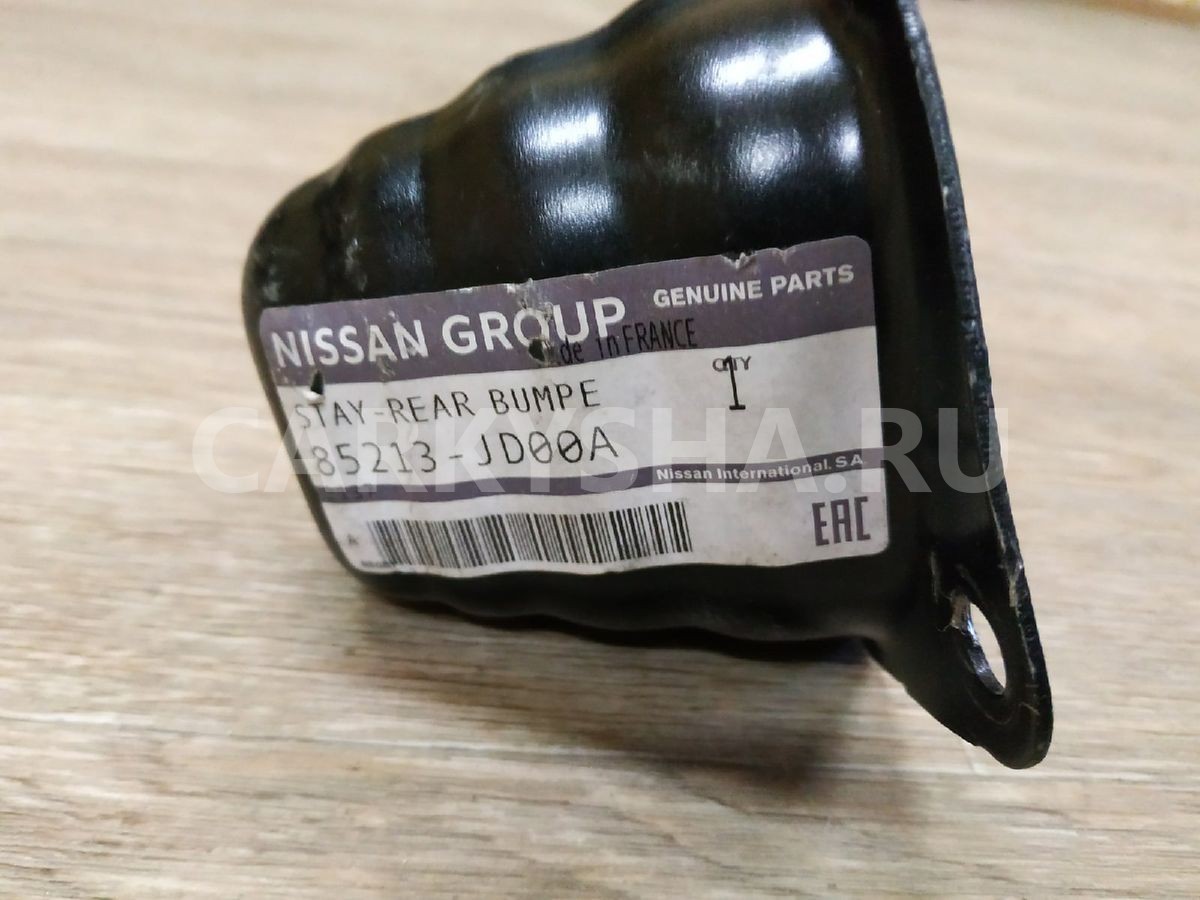 NISSAN GROUP GENUINE PARTS
de in FRANCE
STAY-REAR BUMPE
QTY
1
85213-JD00A
Nissan International. SA
A
EAC
CARKYSHA.RU